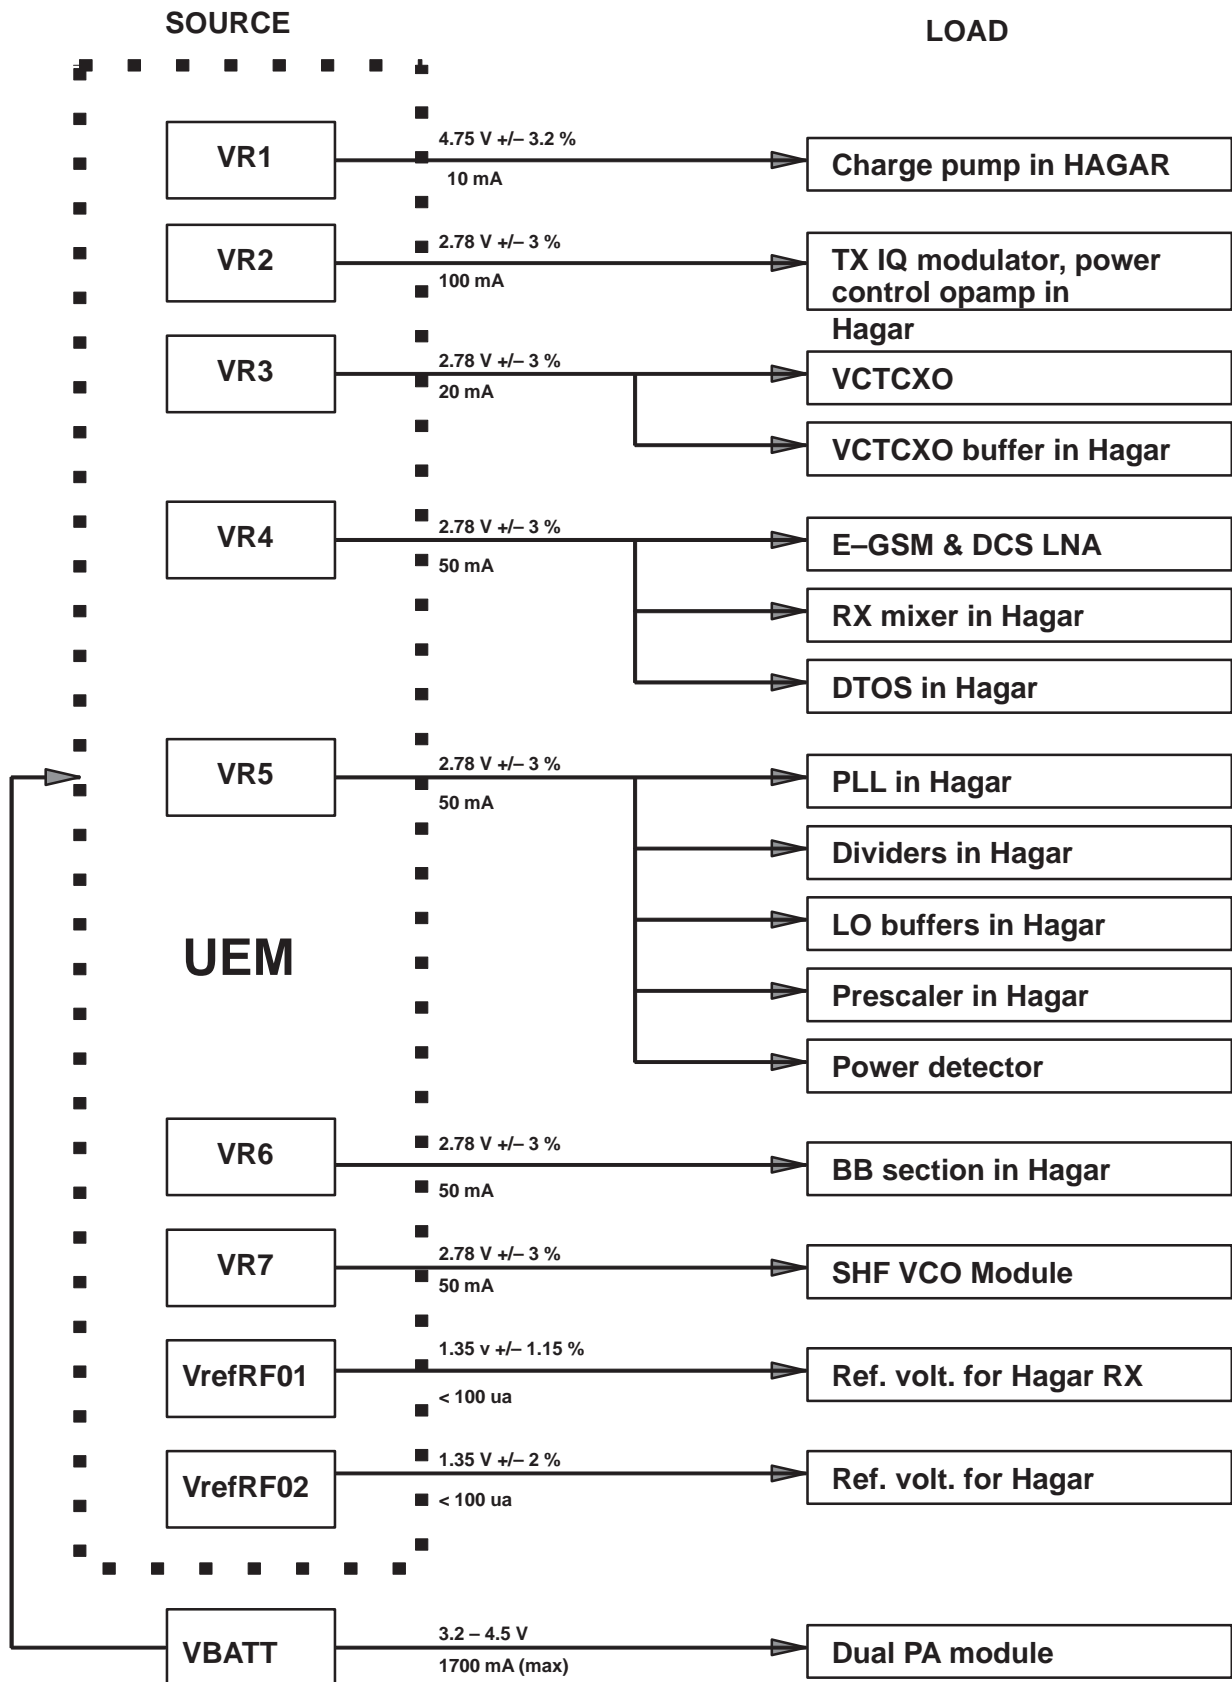 SOURCE
LOAD
VR1
4.75 V +/– 3.2 %
10 mA
Charge pump in HAGAR
VR2
2.78 V +/– 3 %
100 mA
TX IQ modulator, power
control opamp in
Hagar
VR3
2.78 V +/– 3 %
20 mA
VCTCXO
VCTCXO buffer in Hagar
VR4
2.78 V +/– 3 %
50 mA
E–GSM & DCS LNA
RX mixer in Hagar
DTOS in Hagar
VR5
2.78 V +/– 3 %
50 mA
PLL in Hagar
Dividers in Hagar
LO buffers in Hagar
UEM
Prescaler in Hagar
Power detector
VR6
2.78 V +/– 3 %
50 mA
BB section in Hagar
VR7
2.78 V +/– 3 %
50 mA
SHF VCO Module
VrefRF01
1.35 v +/– 1.15 %
< 100 ua
Ref. volt. for Hagar RX
VrefRF02
1.35 V +/– 2 %
< 100 ua
Ref. volt. for Hagar
VBATT
3.2 – 4.5 V
1700 mA (max)
Dual PA module